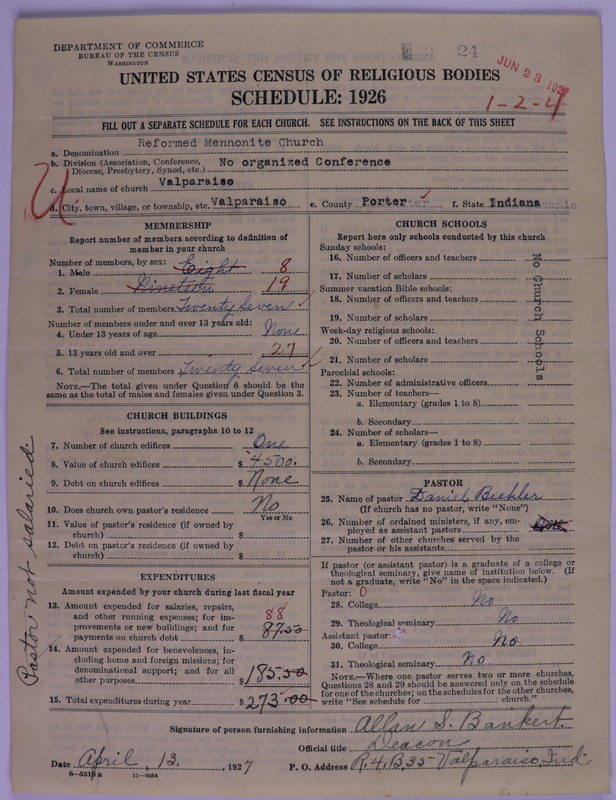 DEPARTMENT OF COMMERCE
BUREAU OF THE CENSUS
WASHINGTON
24
JUN 23 192
UNITED STATES CENSUS OF RELIGIOUS BODIES
SCHEDULE: 1926
1-2-4
FILL OUT A SEPARATE SCHEDULE FOR EACH CHURCH. SEE INSTRUCTIONS ON THE BACK OF THIS SHEET
a. Denomination Reformed Mennonite Church
b. Division (Association, Conference, Diocese, Presbytery, Synod, etc.) No organized Conference
c. Local name of church Valparaiso
d. City, town, village, or township, etc. Valparaiso e. County Porter f. State Indiana
MEMBERSHIP
Report number of members according to definition of
member in your church
Number of members, by sex:
1. Male Eight 8
2. Female Nineteen 19
3. Total number of members Twenty Seven
Number of members under and over 13 years old:
4. Under 13 years of age None
5. 13 years old and over 27
6. Total number of members Twenty Seven
NOTE.—The total given under Question 6 should be the
same as the total of males and females given under Question 3.
CHURCH BUILDINGS
See instructions, paragraphs 10 to 12
7. Number of church edifices One
8. Value of church edifices $ 4500.
9. Debt on church edifices $ None
10. Does church own pastor's residence No
Yes or No
11. Value of pastor's residence (if owned by
church) $
12. Debt on pastor's residence (if owned by
church) $
EXPENDITURES
Amount expended by your church during last fiscal year
13. Amount expended for salaries, repairs,
and other running expenses; for im-
provements or new buildings; and for
payments on church debt $ 87.50 88
14. Amount expended for benevolences, in-
cluding home and foreign missions; for
denominational support; and for all
other purposes $ 185.50
15. Total expenditures during year $ 273.00
Pastor not salaried.
CHURCH SCHOOLS
Report here only schools conducted by this church
Sunday schools:
16. Number of officers and teachers
17. Number of scholars
Summer vacation Bible schools:
18. Number of officers and teachers
19. Number of scholars
Week-day religious schools:
20. Number of officers and teachers
21. Number of scholars
Parochial schools:
22. Number of administrative officers
23. Number of teachers—
a. Elementary (grades 1 to 8)
b. Secondary
24. Number of scholars—
a. Elementary (grades 1 to 8)
b. Secondary
No Church Schools
PASTOR
25. Name of pastor Daniel Biehler
(If church has no pastor, write "None")
26. Number of ordained ministers, if any, em-
ployed as assistant pastors
27. Number of other churches served by the
pastor or his assistants
If pastor (or assistant pastor) is a graduate of a college or
theological seminary, give name of institution below. (If
not a graduate, write "No" in the space indicated.)
Pastor: 0
28. College No
29. Theological seminary No
Assistant pastor:
30. College No
31. Theological seminary No
NOTE.—Where one pastor serves two or more churches,
Questions 28 and 29 should be answered only on the schedule
for one of the churches; on the schedules for the other churches,
write "See schedule for church."
Signature of person furnishing information Allan S. Bankert
Official title Deacon
Date April 13, 1927 P. O. Address R. 4, B. 35 Valparaiso, Ind.
8-5518a 11-9064